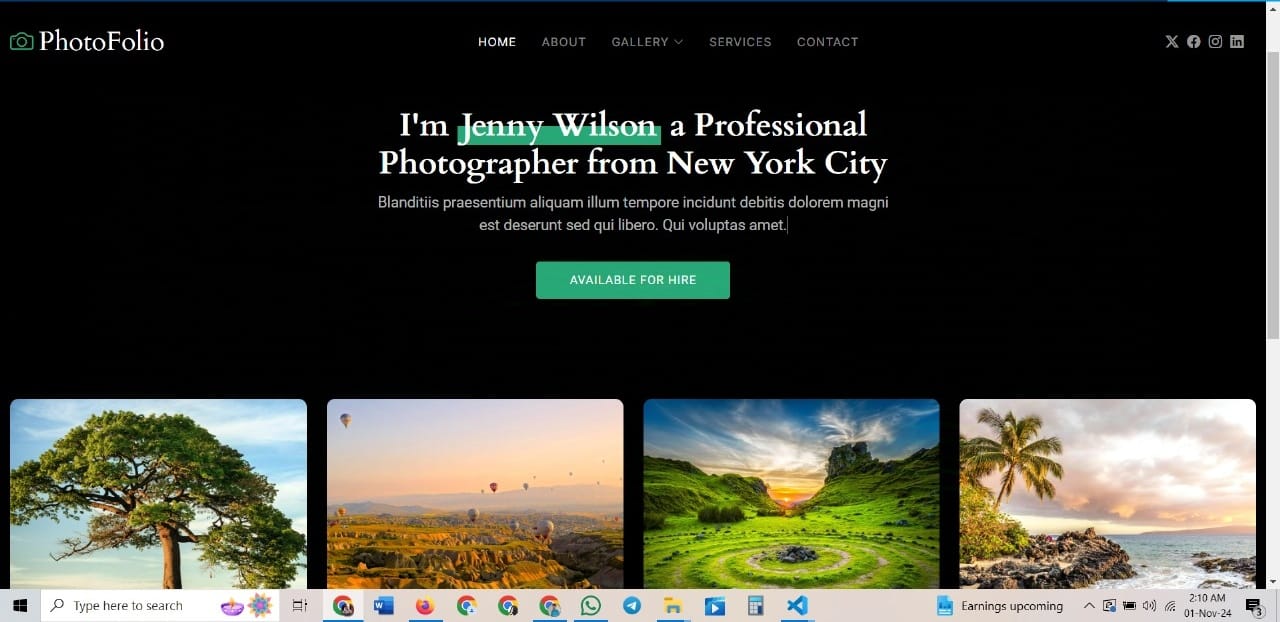 PhotoFolio
HOME ABOUT GALLERY SERVICES CONTACT
I'm Jenny Wilson a Professional
Photographer from New York City
Blanditiis praesentium aliquam illum tempore incidunt debitis dolorem magni
est deserunt sed qui libero. Qui voluptas amet.
AVAILABLE FOR HIRE
Type here to search
Earnings upcoming
2:10 AM
01-Nov-24
3